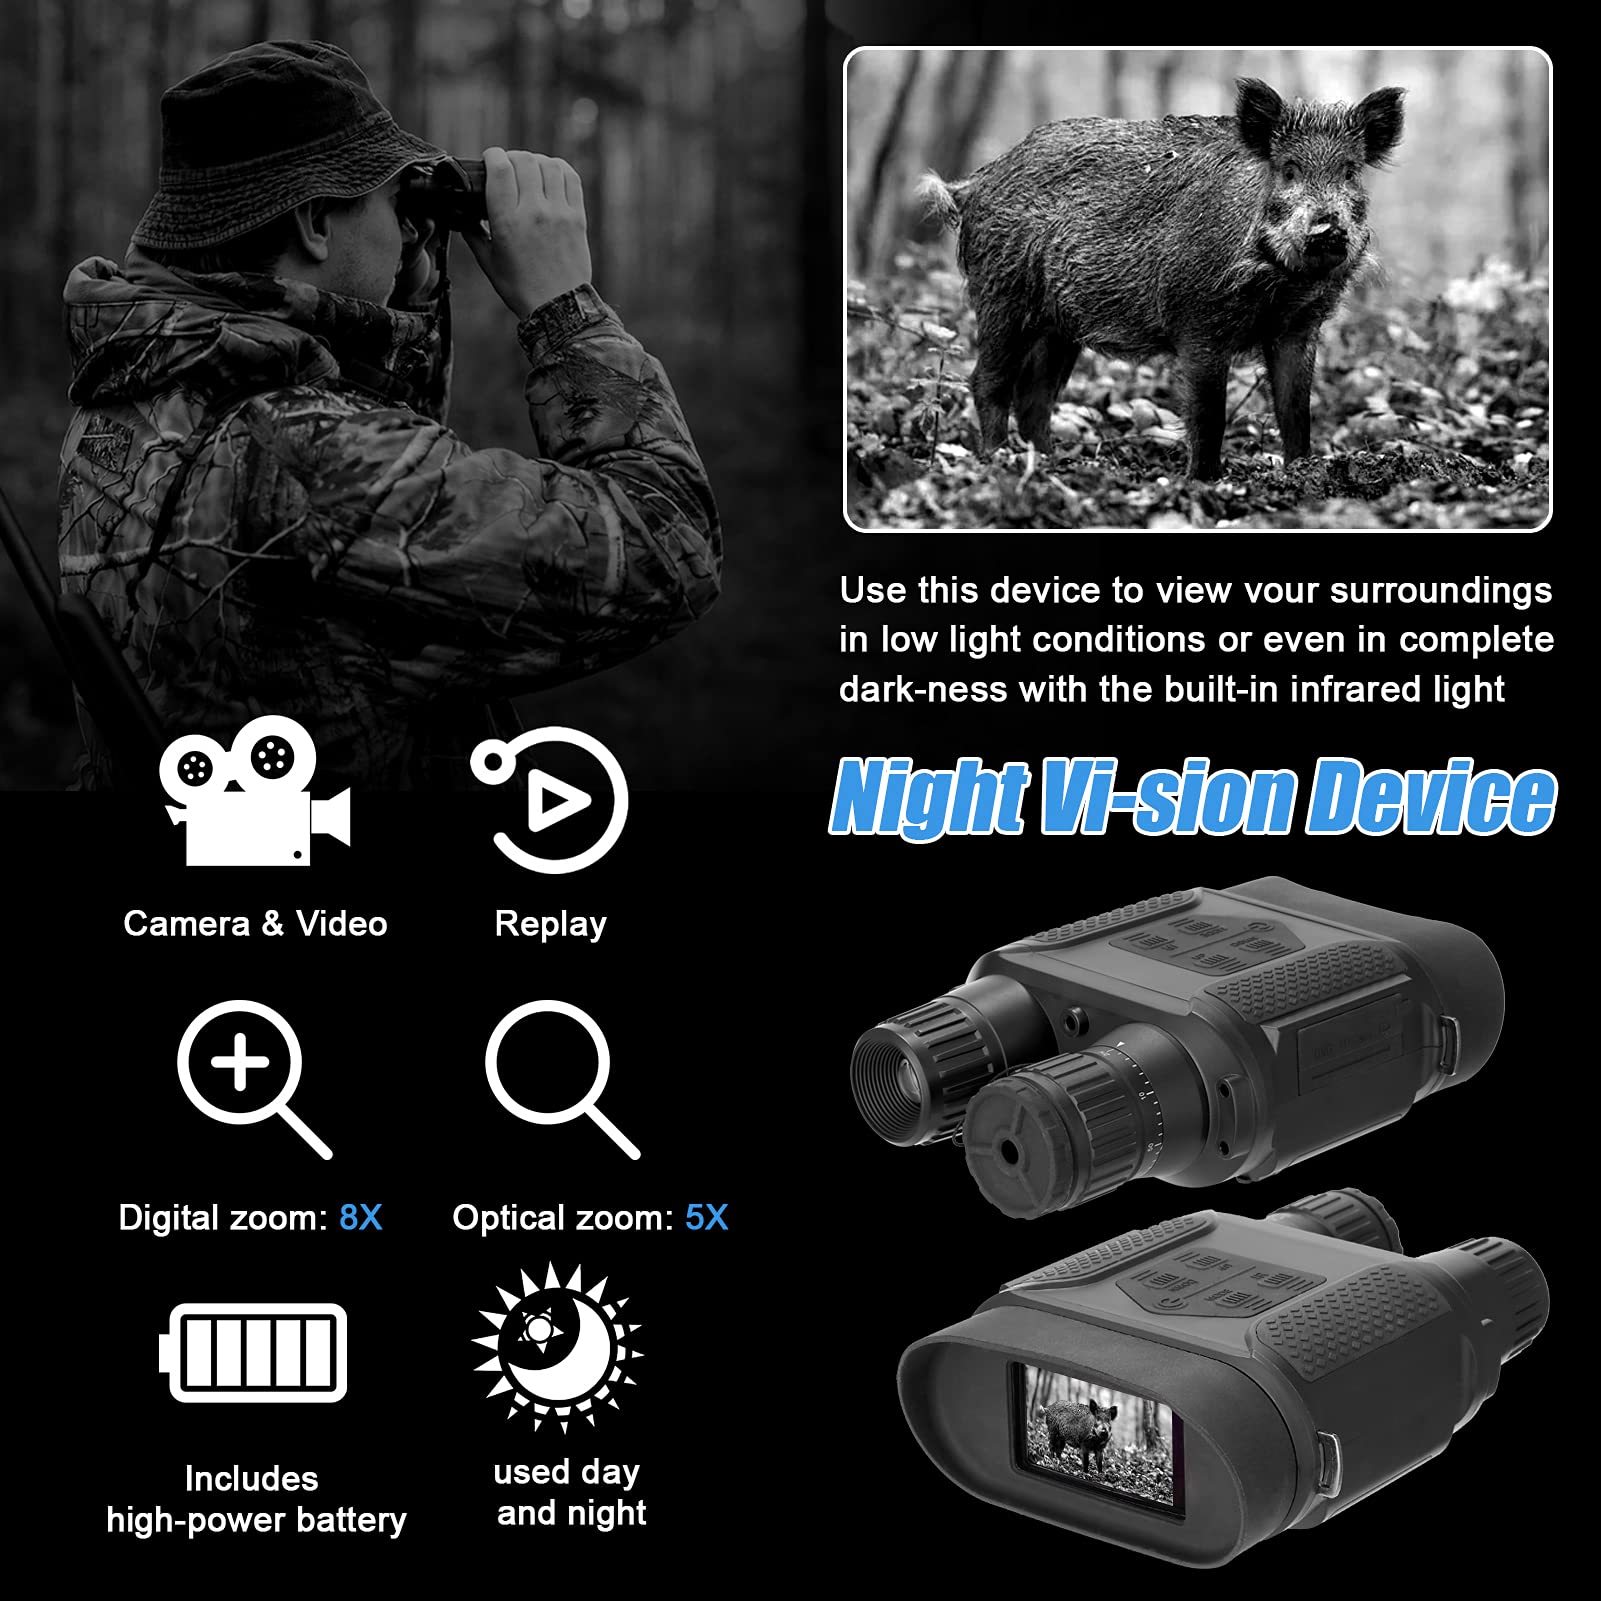 Use this device to view vour surroundings
in low light conditions or even in complete
dark-ness with the built-in infrared light
Night Vi-sion Device
Camera & Video
Replay
Digital zoom: 8X
Optical zoom: 5X
Includes
high-power battery
used day
and night